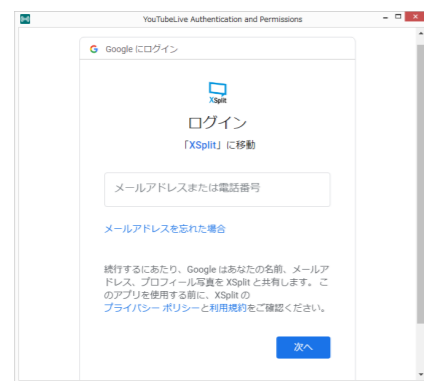 YouTubeLive Authentication and Permissions
Google にログイン
XSplit
ログイン
「XSplit」に移動
メールアドレスまたは電話番号
メールアドレスを忘れた場合
続行するにあたり、Google はあなたの名前、メールア
ドレス、プロフィール写真を XSplit と共有します。こ
のアプリを使用する前に、XSplit の
プライバシー ポリシーと利用規約をご確認ください。
次へ